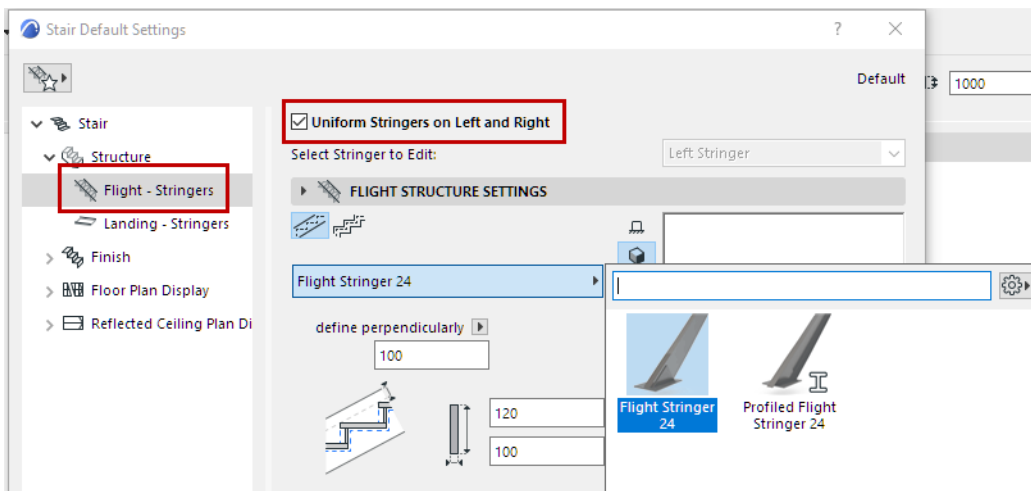 Stair Default Settings
?
Default
1000
Stair
Structure
Flight - Stringers
Landing - Stringers
Finish
Floor Plan Display
Reflected Ceiling Plan Di
Uniform Stringers on Left and Right
Select Stringer to Edit:
Left Stringer
FLIGHT STRUCTURE SETTINGS
Flight Stringer 24
define perpendicularly
100
120
100
Flight Stringer
24
Profiled Flight
Stringer 24